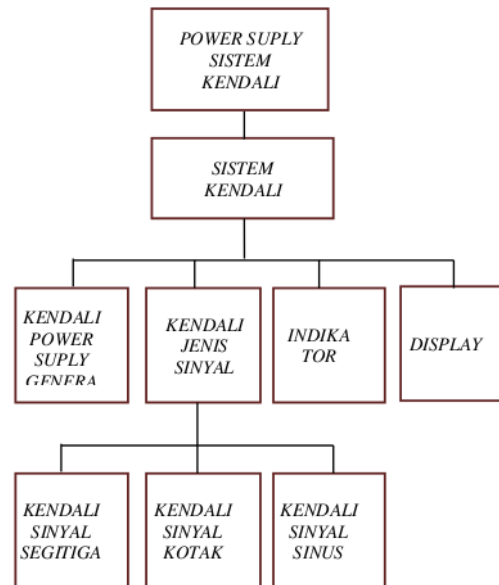 POWER SUPLY
SISTEM
KENDALI
SISTEM
KENDALI
KENDALI
POWER
SUPLY
GENERA
KENDALI
JENIS
SINYAL
INDIKA
TOR
DISPLAY
KENDALI
SINYAL
SEGITIGA
KENDALI
SINYAL
KOTAK
KENDALI
SINYAL
SINUS